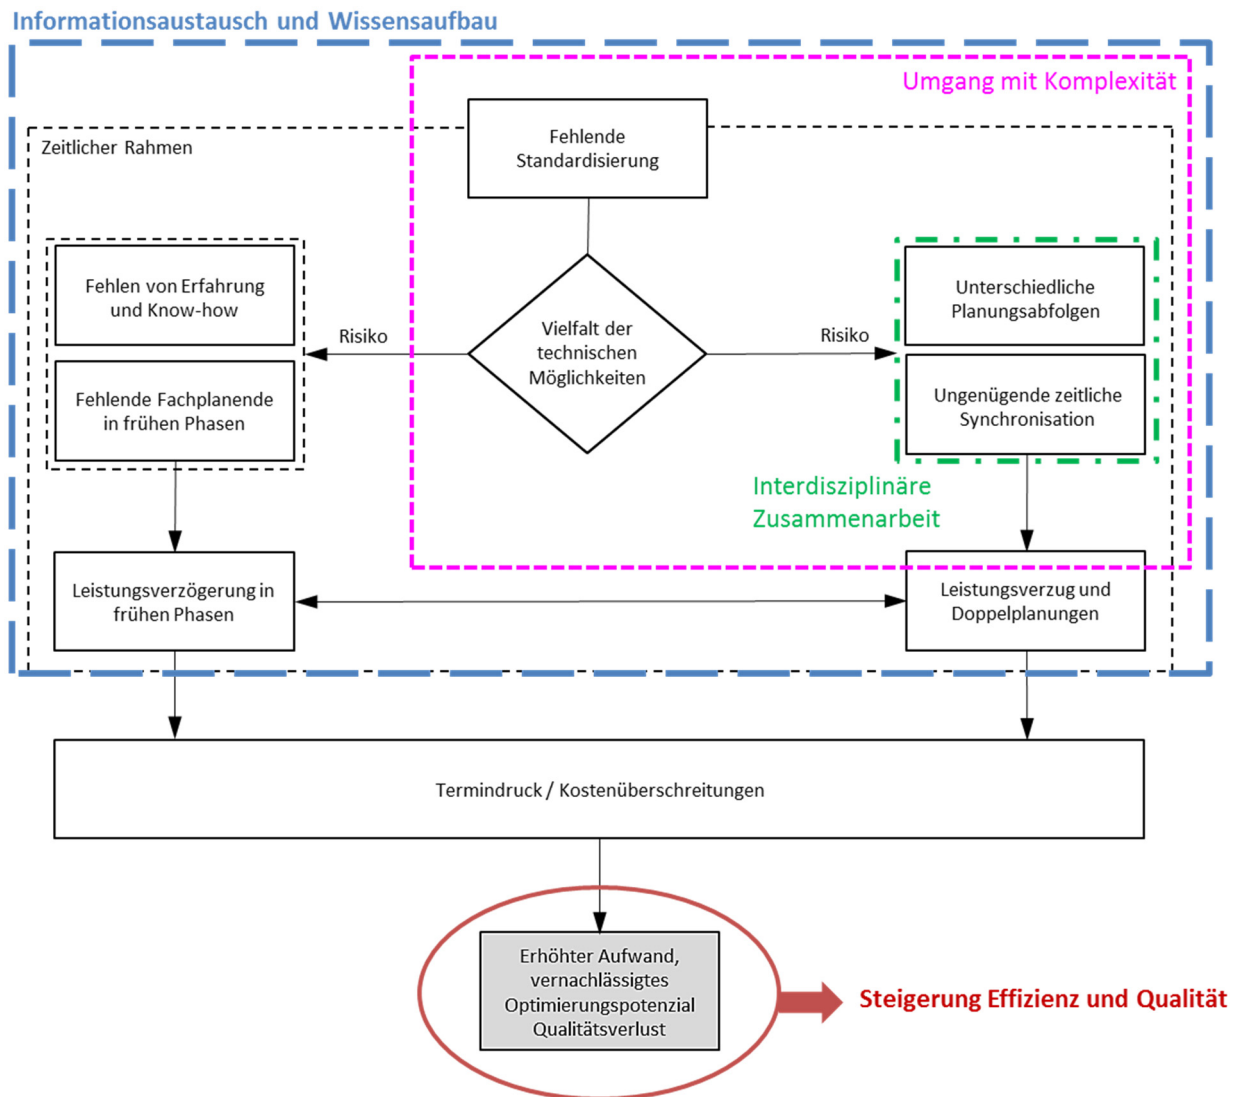 Informationsaustausch und Wissensaufbau
Umgang mit Komplexität
Zeitlicher Rahmen
Fehlende
Standardisierung
Fehlen von Erfahrung
und Know-how
Fehlende Fachplanende
in frühen Phasen
Risiko
Vielfalt der
technischen
Möglichkeiten
Risiko
Unterschiedliche
Planungsabfolgen
Ungenügende zeitliche
Synchronisation
Interdisziplinäre
Zusammenarbeit
Leistungsverzögerung in
frühen Phasen
Leistungsverzug und
Doppelplanungen
Termindruck / Kostenüberschreitungen
Erhöhter Aufwand,
vernachlässigtes
Optimierungspotenzial
Qualitätsverlust
Steigerung Effizienz und Qualität